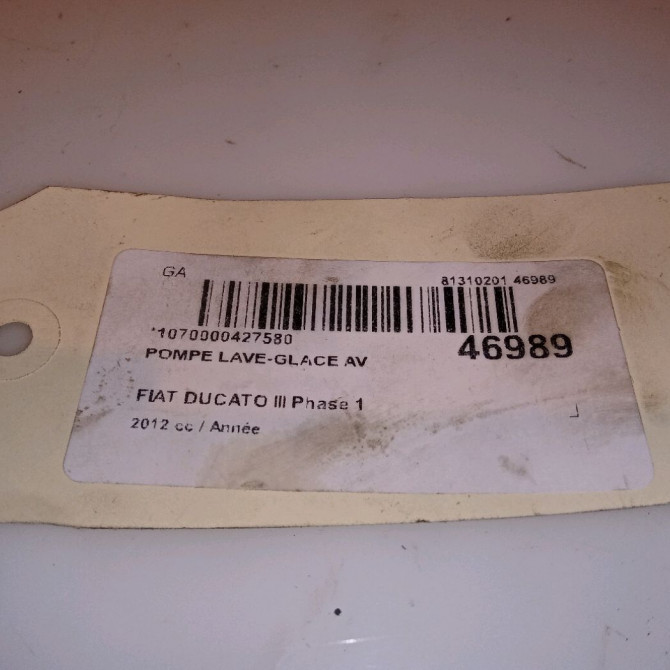 GA
81310201 46989
*1070000427580
46989
POMPE LAVE-GLACE AV
FIAT DUCATO III Phase 1
2012 cc / Année